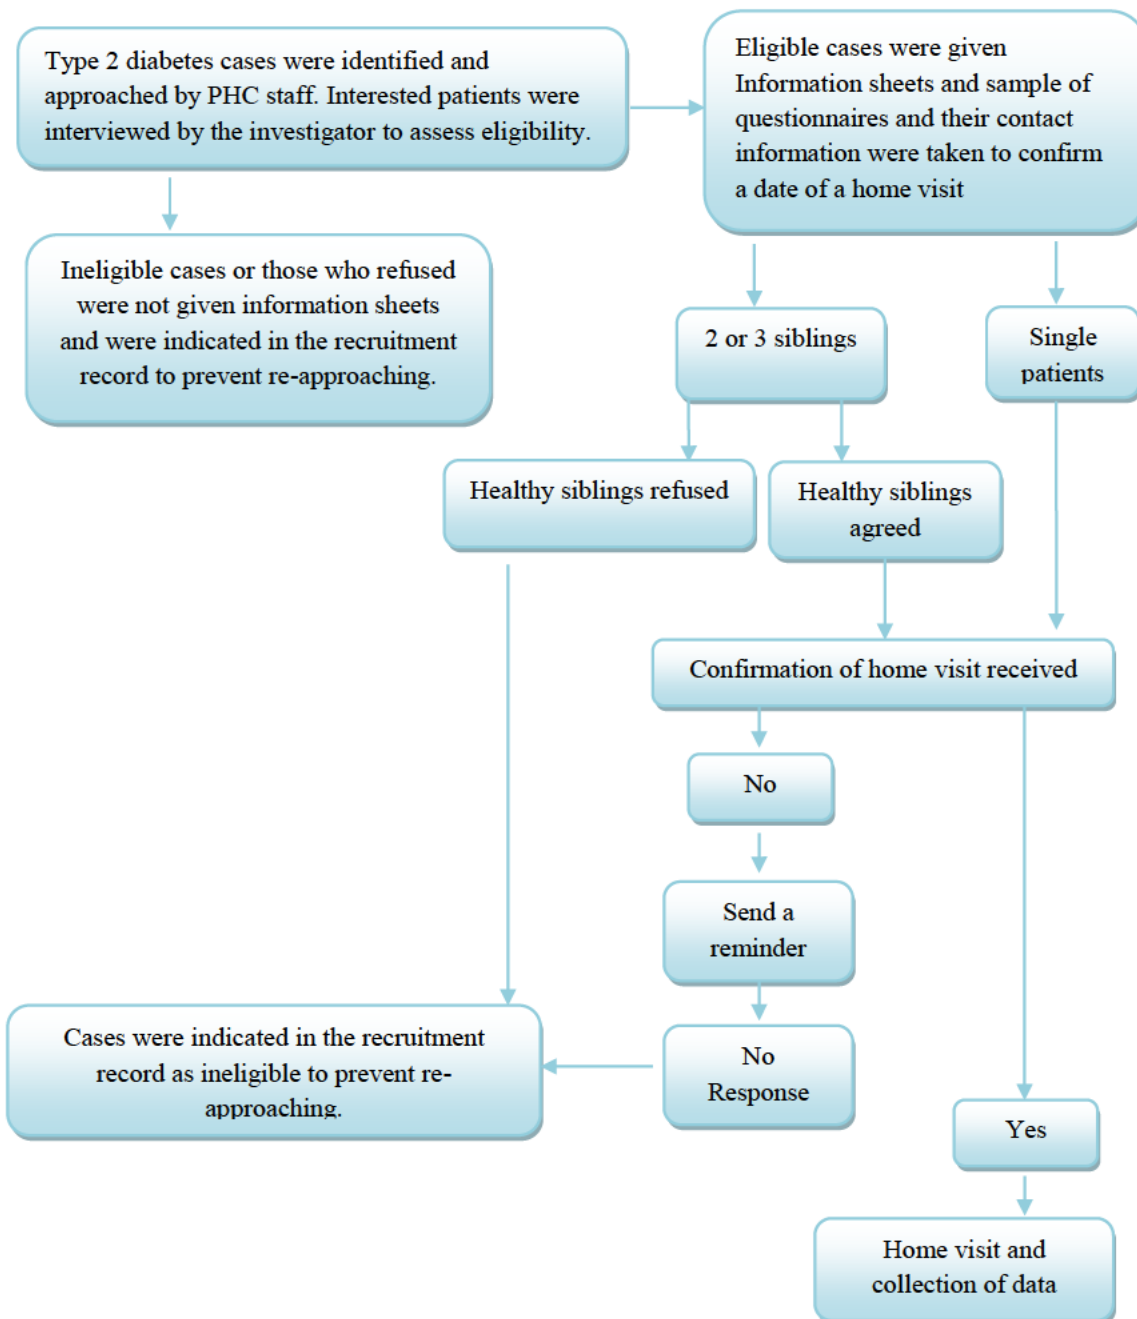 Type 2 diabetes cases were identified and
approached by PHC staff. Interested patients were
interviewed by the investigator to assess eligibility.
Eligible cases were given
Information sheets and sample of
questionnaires and their contact
information were taken to confirm
a date of a home visit
Ineligible cases or those who refused
were not given information sheets
and were indicated in the recruitment
record to prevent re-approaching.
2 or 3 siblings
Single
patients
Healthy siblings refused
Healthy siblings
agreed
Confirmation of home visit received
No
Send a
reminder
No
Response
Cases were indicated in the recruitment
record as ineligible to prevent re-
approaching.
Yes
Home visit and
collection of data